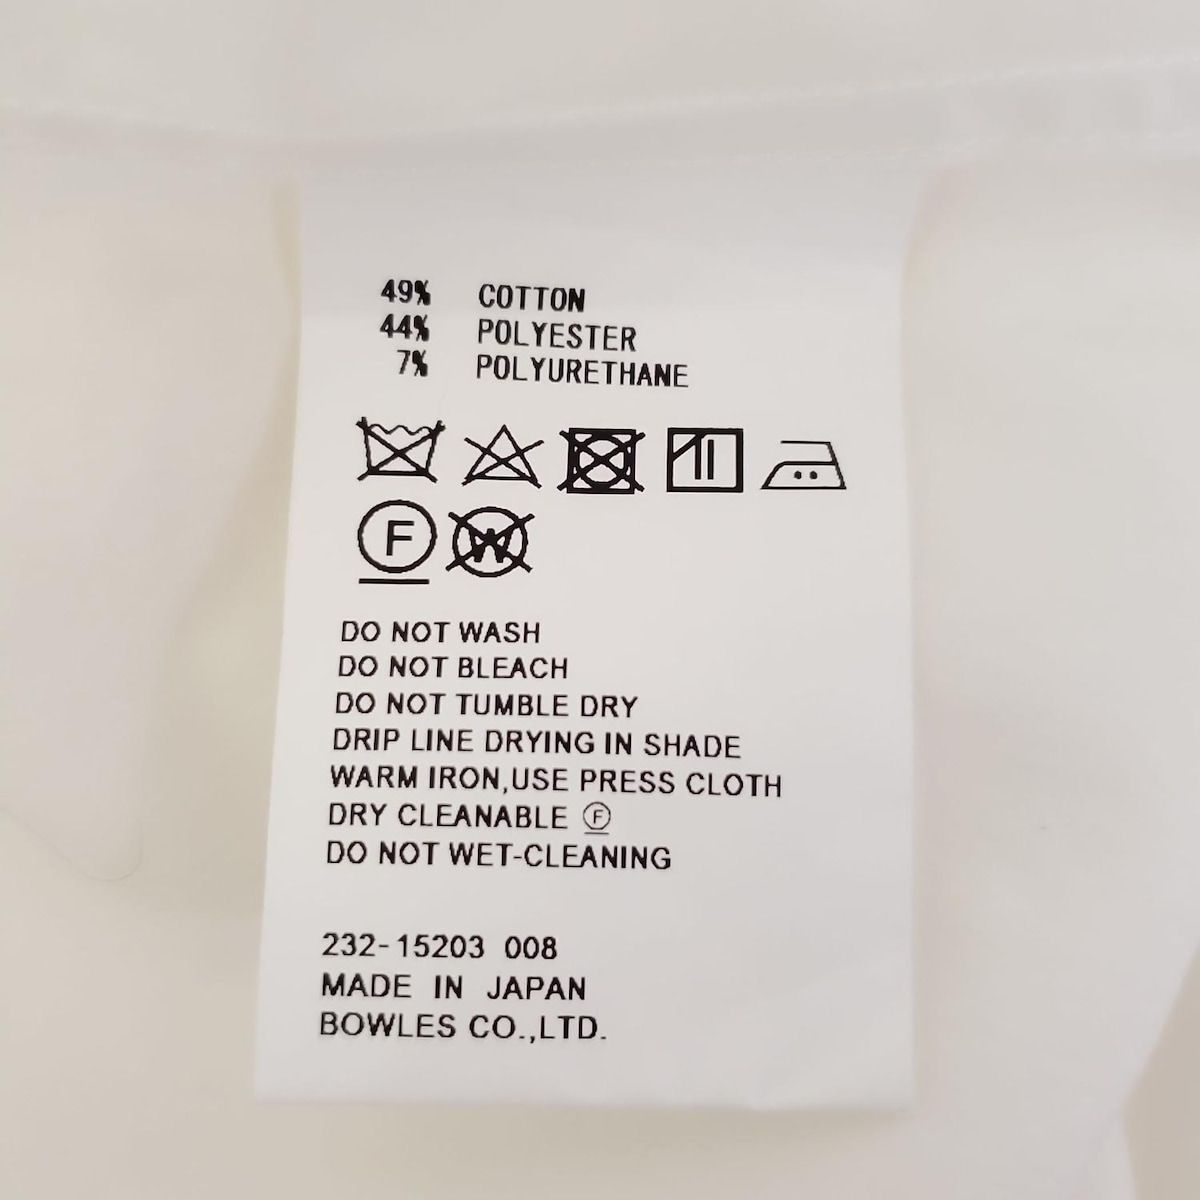 49% COTTON
44% POLYESTER
7% POLYURETHANE
F W
DO NOT WASH
DO NOT BLEACH
DO NOT TUMBLE DRY
DRIP LINE DRYING IN SHADE
WARM IRON,USE PRESS CLOTH
DRY CLEANABLE Ⓕ
DO NOT WET-CLEANING
232-15203 008
MADE IN JAPAN
BOWLES CO.,LTD.